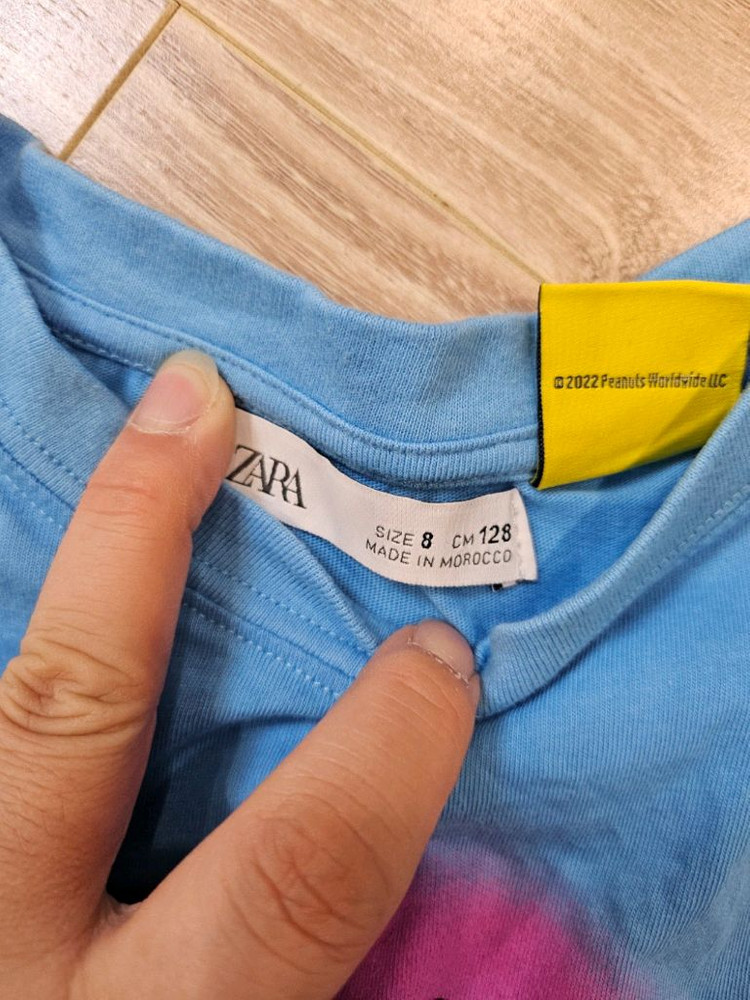 ©2022 Peanuts Worldwide LLC
ZARA
SIZE 8 CM 128
MADE IN MOROCCO